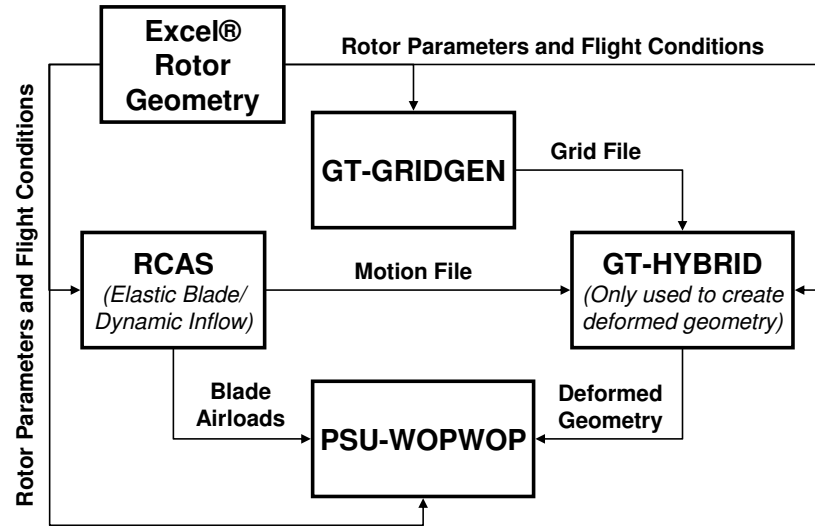 Excel®
Rotor
Geometry
Rotor Parameters and Flight Conditions
Rotor Parameters and Flight Conditions
GT-GRIDGEN
Grid File
RCAS
(Elastic Blade/
Dynamic Inflow)
Motion File
GT-HYBRID
(Only used to create
deformed geometry)
Blade
Airloads
PSU-WOPWOP
Deformed
Geometry